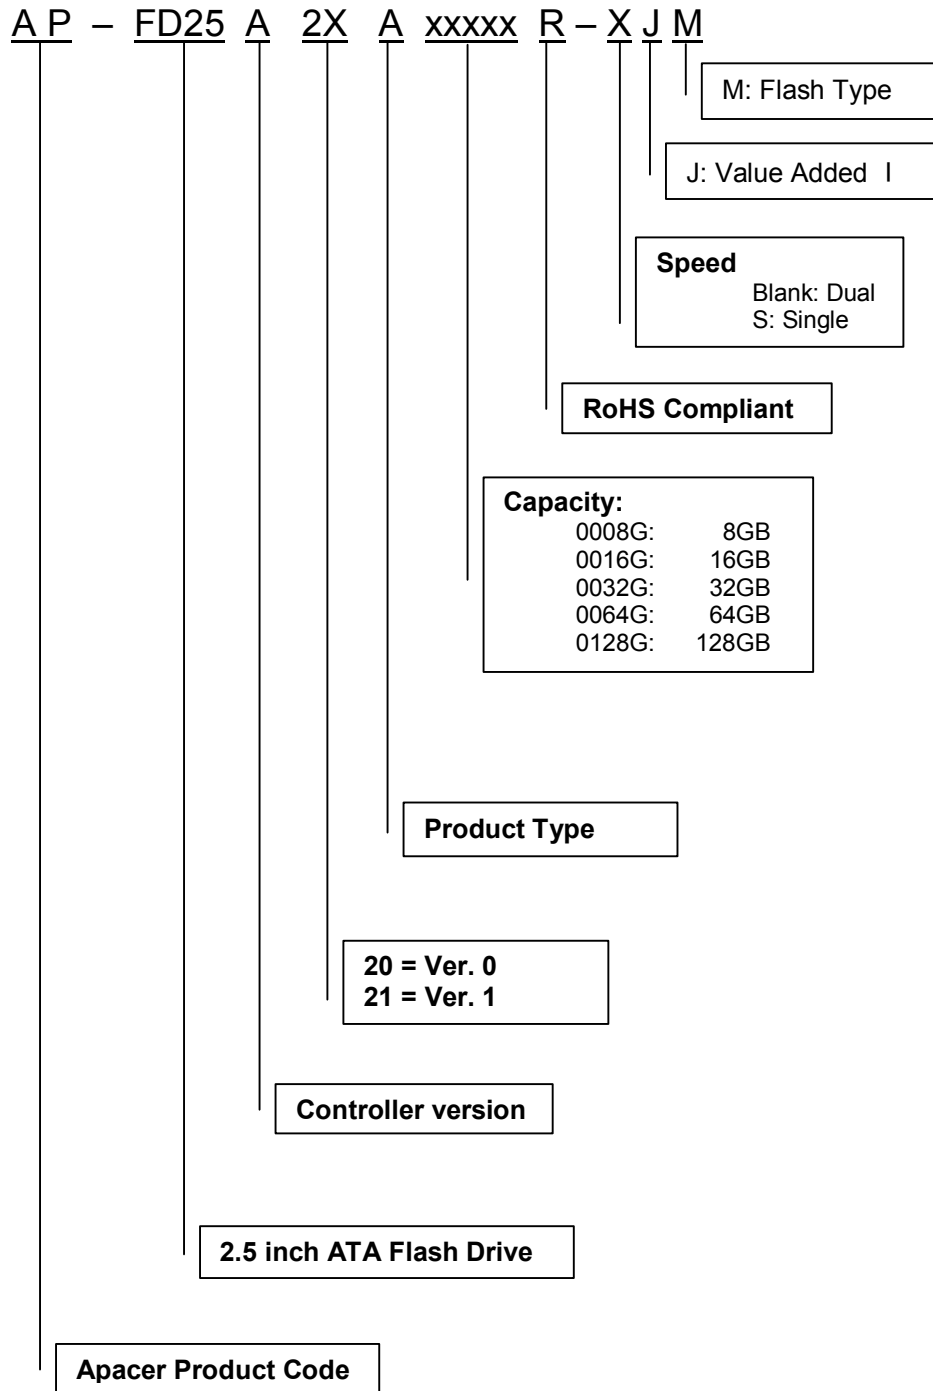 A P – FD25 A 2X A xxxxx R – X J M
M: Flash Type
J: Value Added I
Speed
Blank: Dual
S: Single
RoHS Compliant
Capacity:
0008G: 8GB
0016G: 16GB
0032G: 32GB
0064G: 64GB
0128G: 128GB
Product Type
20 = Ver. 0
21 = Ver. 1
Controller version
2.5 inch ATA Flash Drive
Apacer Product Code